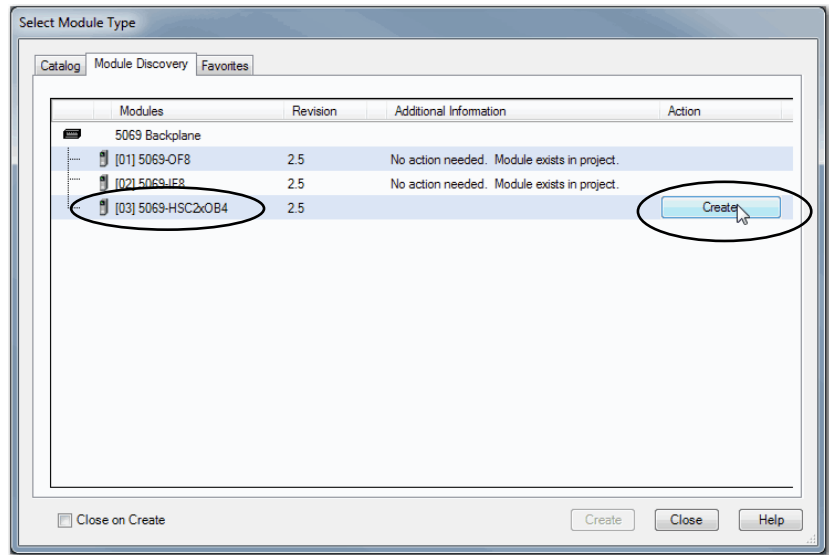 Select Module Type
Catalog Module Discovery Favorites
Modules Revision Additional Information Action
5069 Backplane
[01] 5069-OF8 2.5 No action needed. Module exists in project.
[02] 5069-IF8 2.5 No action needed. Module exists in project.
[03] 5069-HSC2xOB4 2.5 Create
Close on Create Create Close Help